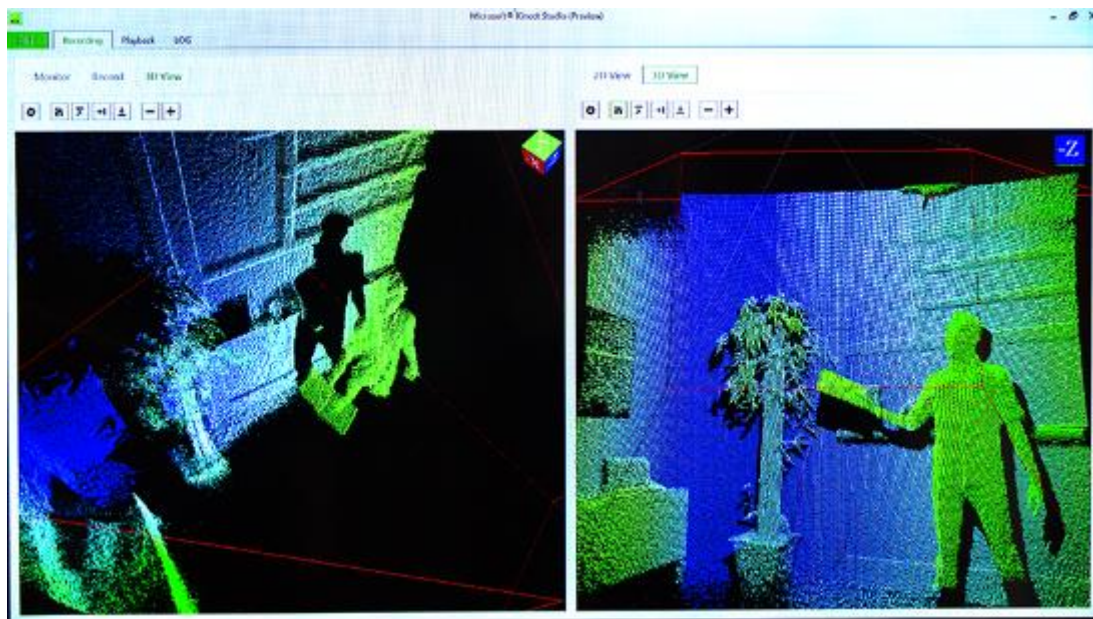 Microsoft® Kinect Studio (Preview)
Recording Playback LOG
Monitor Record 3D View
2D View 3D View
-Z